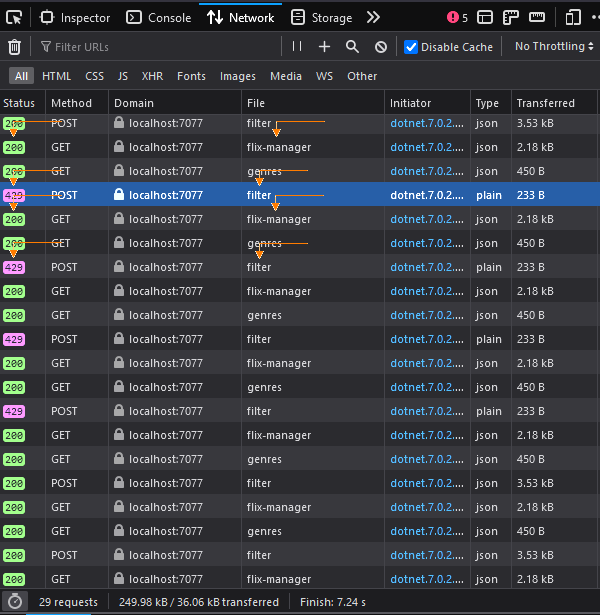 Inspector Console Network Storage 5
Filter URLs Disable Cache No Throttling
All HTML CSS JS XHR Fonts Images Media WS Other
Status Method Domain File Initiator Type Transferred
200 POST localhost:7077 filter dotnet.7.0.2.... json 3.53 kB
200 GET localhost:7077 flix-manager dotnet.7.0.2.... json 2.18 kB
200 GET localhost:7077 genres dotnet.7.0.2.... json 450 B
429 POST localhost:7077 filter dotnet.7.0.2.... plain 233 B
200 GET localhost:7077 flix-manager dotnet.7.0.2.... json 2.18 kB
200 GET localhost:7077 genres dotnet.7.0.2.... json 450 B
429 POST localhost:7077 filter dotnet.7.0.2.... plain 233 B
200 GET localhost:7077 flix-manager dotnet.7.0.2.... json 2.18 kB
200 GET localhost:7077 genres dotnet.7.0.2.... json 450 B
429 POST localhost:7077 filter dotnet.7.0.2.... plain 233 B
200 GET localhost:7077 flix-manager dotnet.7.0.2.... json 2.18 kB
200 GET localhost:7077 genres dotnet.7.0.2.... json 450 B
429 POST localhost:7077 filter dotnet.7.0.2.... plain 233 B
200 GET localhost:7077 flix-manager dotnet.7.0.2.... json 2.18 kB
200 GET localhost:7077 genres dotnet.7.0.2.... json 450 B
200 POST localhost:7077 filter dotnet.7.0.2.... json 3.53 kB
200 GET localhost:7077 flix-manager dotnet.7.0.2.... json 2.18 kB
200 GET localhost:7077 genres dotnet.7.0.2.... json 450 B
200 POST localhost:7077 filter dotnet.7.0.2.... json 3.53 kB
200 GET localhost:7077 flix-manager dotnet.7.0.2.... json 2.18 kB
29 requests 249.98 kB / 36.06 kB transferred Finish: 7.24 s